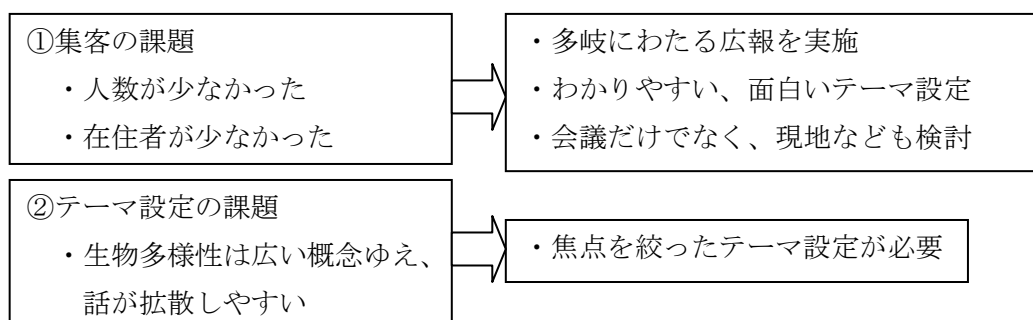 ①集客の課題
・人数が少なかった
・在住者が少なかった
・多岐にわたる広報を実施
・わかりやすい、面白いテーマ設定
・会議だけでなく、現地なども検討
②テーマ設定の課題
・生物多様性は広い概念ゆえ、
話が拡散しやすい
・焦点を絞ったテーマ設定が必要